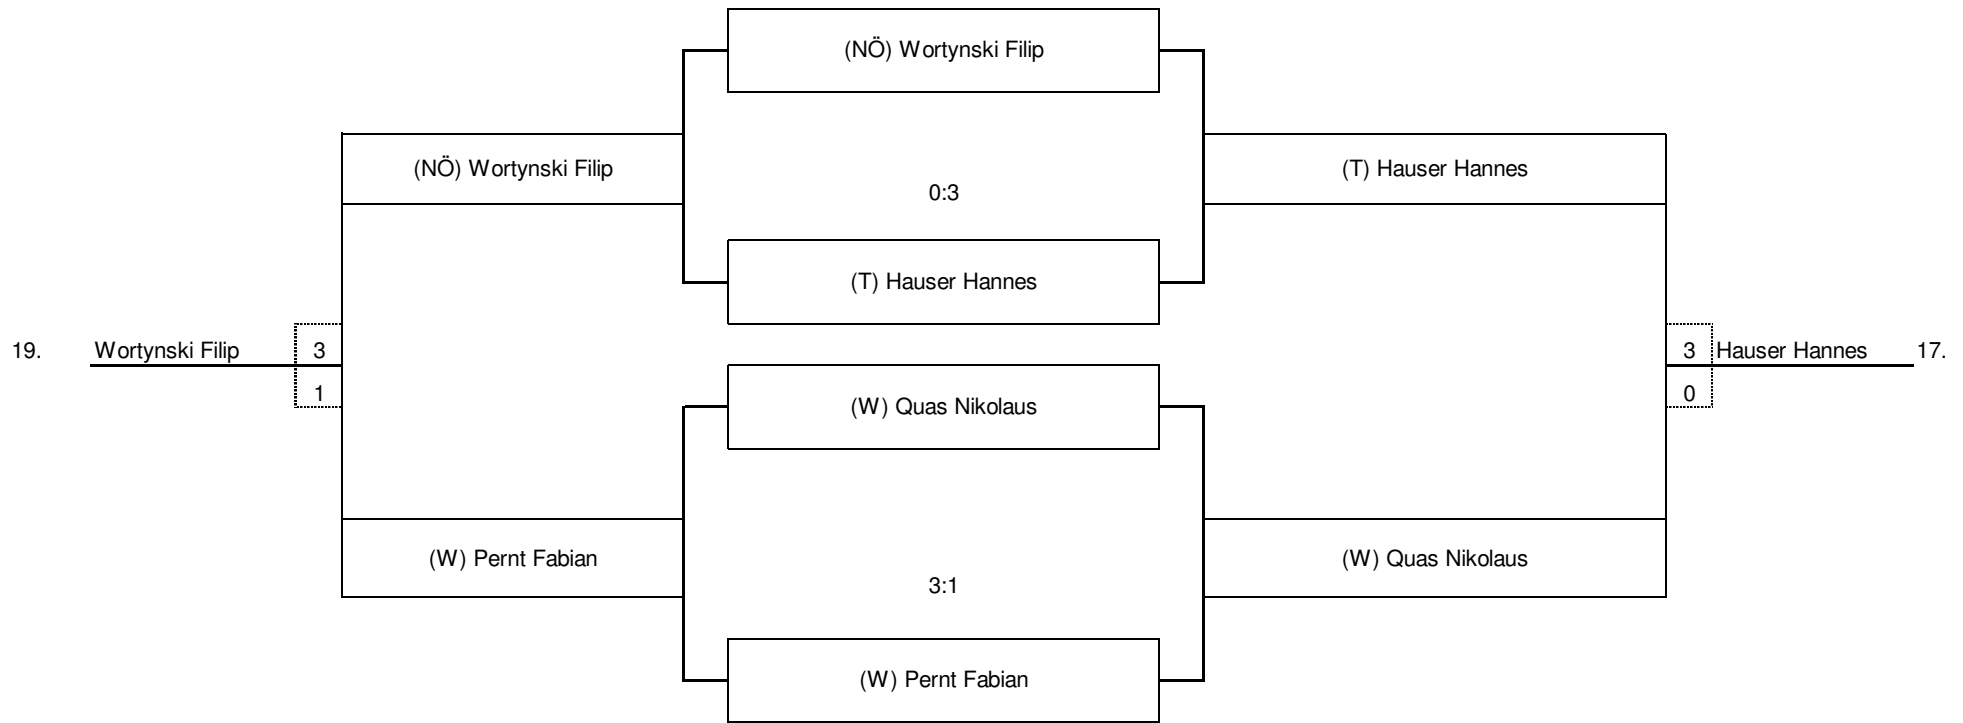 (NÖ) Wortynski Filip
(NÖ) Wortynski Filip
(T) Hauser Hannes
0:3
(T) Hauser Hannes
19. Wortynski Filip 3
1
3 Hauser Hannes 17.
0
(W) Quas Nikolaus
(W) Pernt Fabian
(W) Quas Nikolaus
3:1
(W) Pernt Fabian